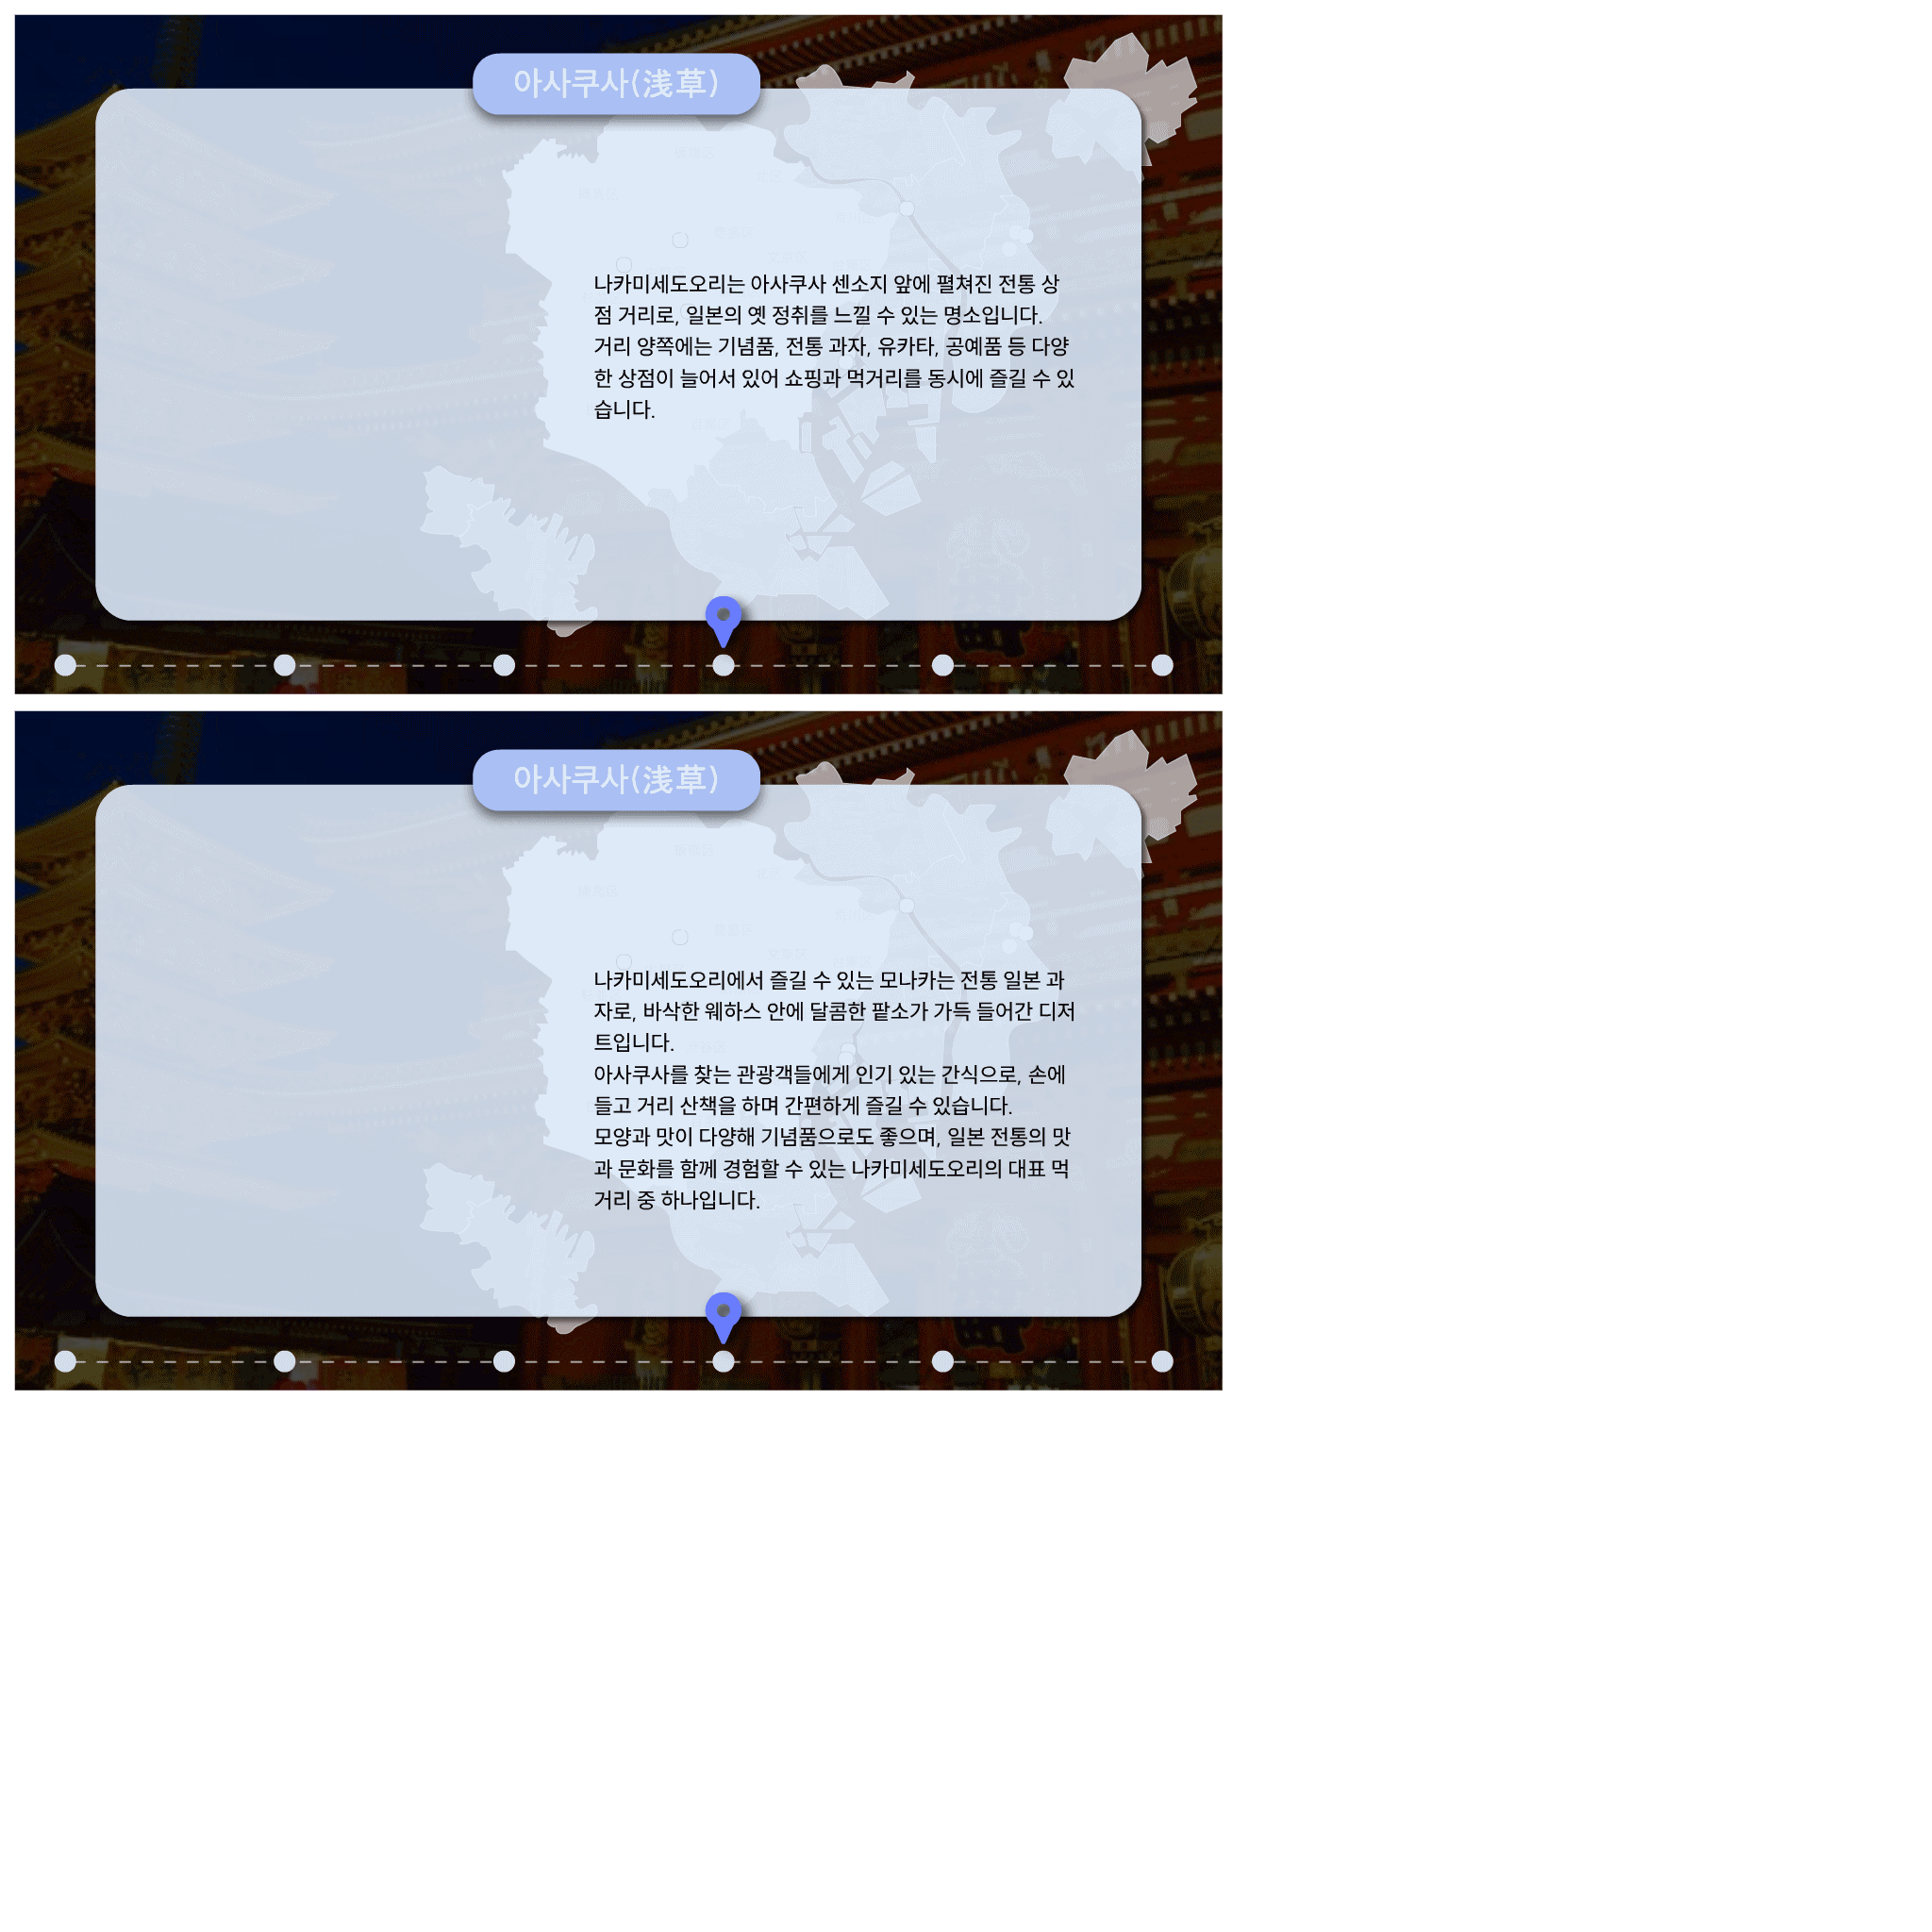 아사쿠사(浅草)
나카미세도오리는 아사쿠사 센소지 앞에 펼쳐진 전통 상
점 거리로, 일본의 옛 정취를 느낄 수 있는 명소입니다.
거리 양쪽에는 기념품, 전통 과자, 유카타, 공예품 등 다양
한 상점이 늘어서 있어 쇼핑과 먹거리를 동시에 즐길 수 있
습니다.
아사쿠사(浅草)
나카미세도오리에서 즐길 수 있는 모나카는 전통 일본 과
자로, 바삭한 웨하스 안에 달콤한 팥소가 가득 들어간 디저
트입니다.
아사쿠사를 찾는 관광객들에게 인기 있는 간식으로, 손에
들고 거리 산책을 하며 간편하게 즐길 수 있습니다.
모양과 맛이 다양해 기념품으로도 좋으며, 일본 전통의 맛
과 문화를 함께 경험할 수 있는 나카미세도오리의 대표 먹
거리 중 하나입니다.